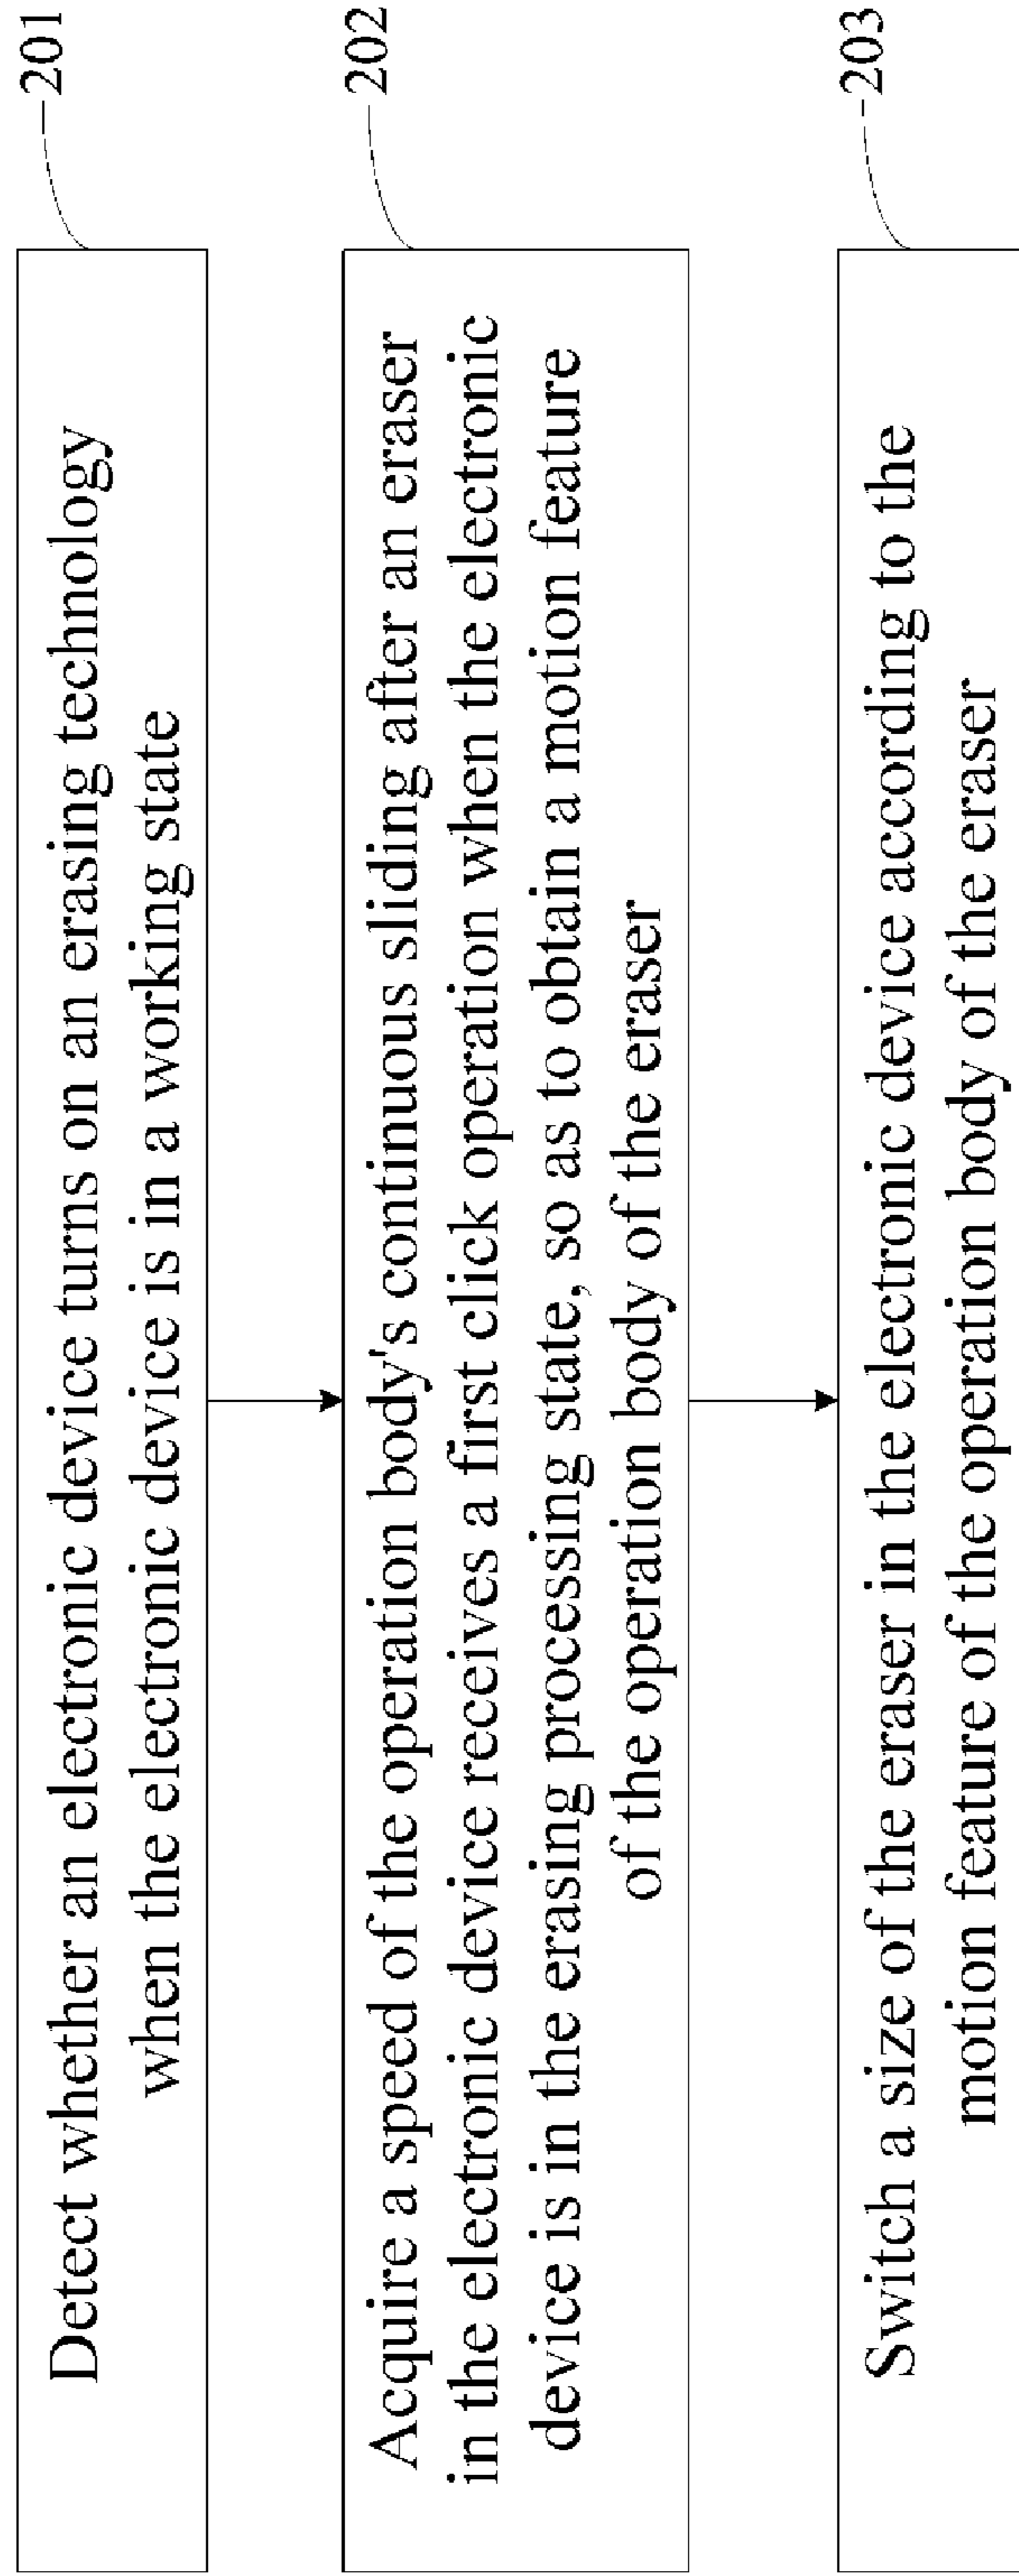 Detect whether an electronic device turns on an erasing technology
when the electronic device is in a working state
201
Acquire a speed of the operation body's continuous sliding after an eraser
in the electronic device receives a first click operation when the electronic
device is in the erasing processing state, so as to obtain a motion feature
of the operation body of the eraser
202
Switch a size of the eraser in the electronic device according to the
motion feature of the operation body of the eraser
203